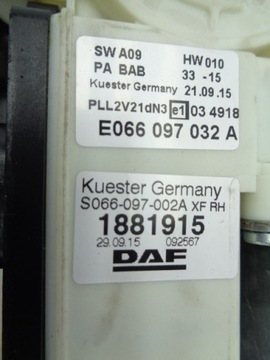 SW A09 HW 010
PA BAB 33 -15
Kuester Germany 21.09.15
PLL2V21dN3 e1 03 4918
E066 097 032 A
Kuester Germany
S066-097-002A XF RH
1881915
29.09.15 092567
DAF